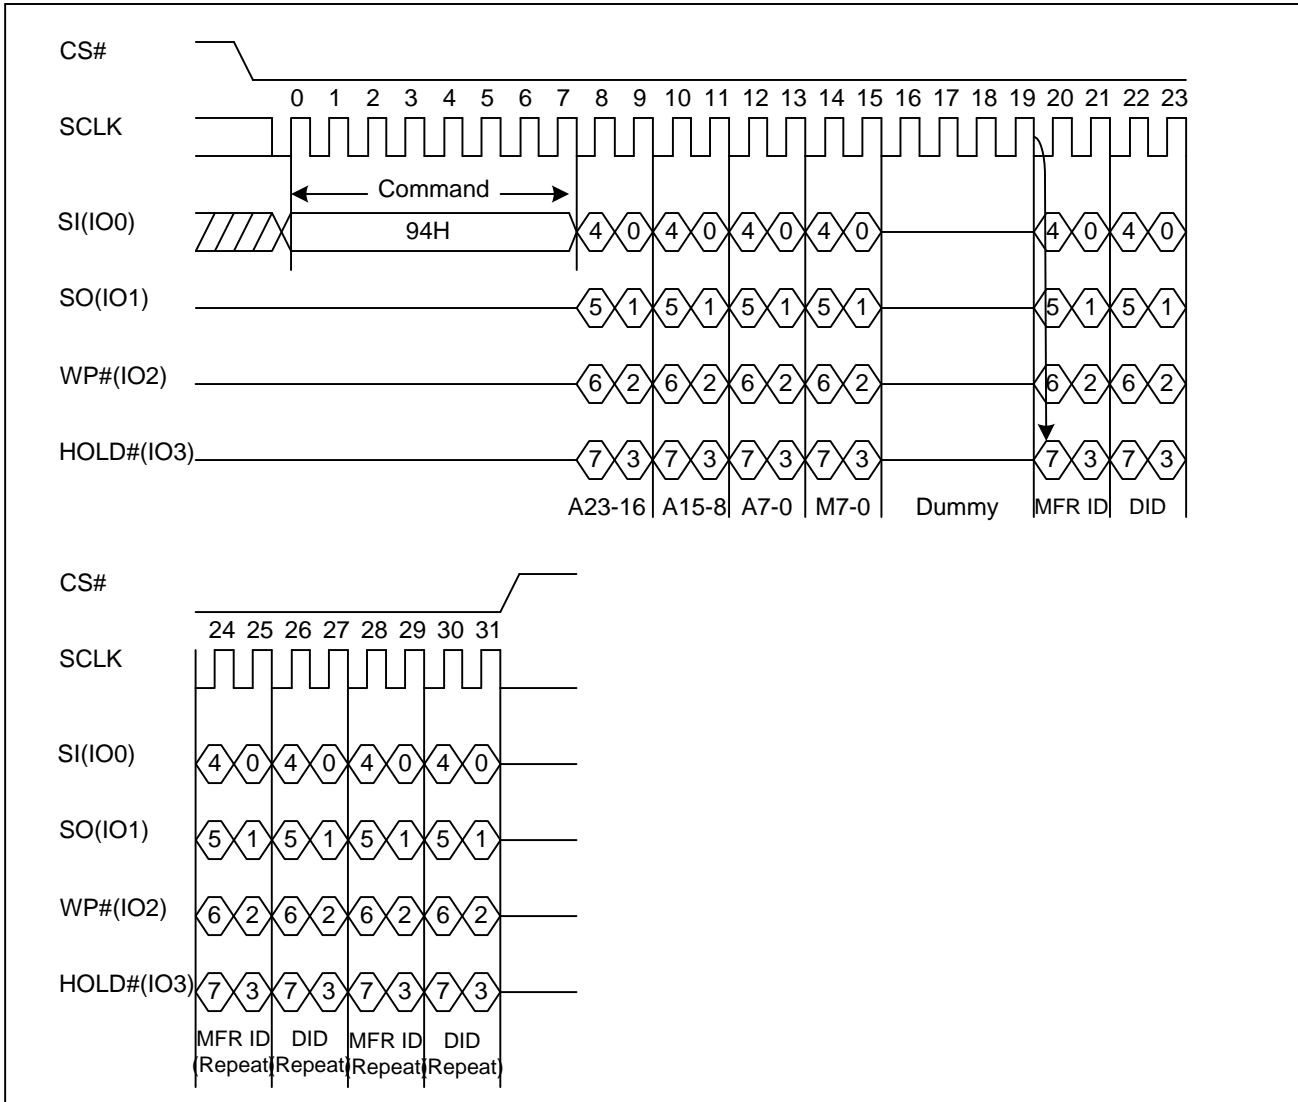 CS#
0 1 2 3 4 5 6 7 8 9 10 11 12 13 14 15 16 17 18 19 20 21 22 23
SCLK
Command
SI(IO0) 94H 4 0 4 0 4 0 4 0 4 0 4 0
SO(IO1) 5 1 5 1 5 1 5 1 5 1 5 1
WP#(IO2) 6 2 6 2 6 2 6 2 6 2 6 2
HOLD#(IO3) 7 3 7 3 7 3 7 3 7 3 7 3
A23-16 A15-8 A7-0 M7-0 Dummy MFR ID DID
CS#
24 25 26 27 28 29 30 31
SCLK
SI(IO0) 4 0 4 0 4 0 4 0
SO(IO1) 5 1 5 1 5 1 5 1
WP#(IO2) 6 2 6 2 6 2 6 2
HOLD#(IO3) 7 3 7 3 7 3 7 3
MFR ID DID MFR ID DID
(Repeat) (Repeat) (Repeat) (Repeat)